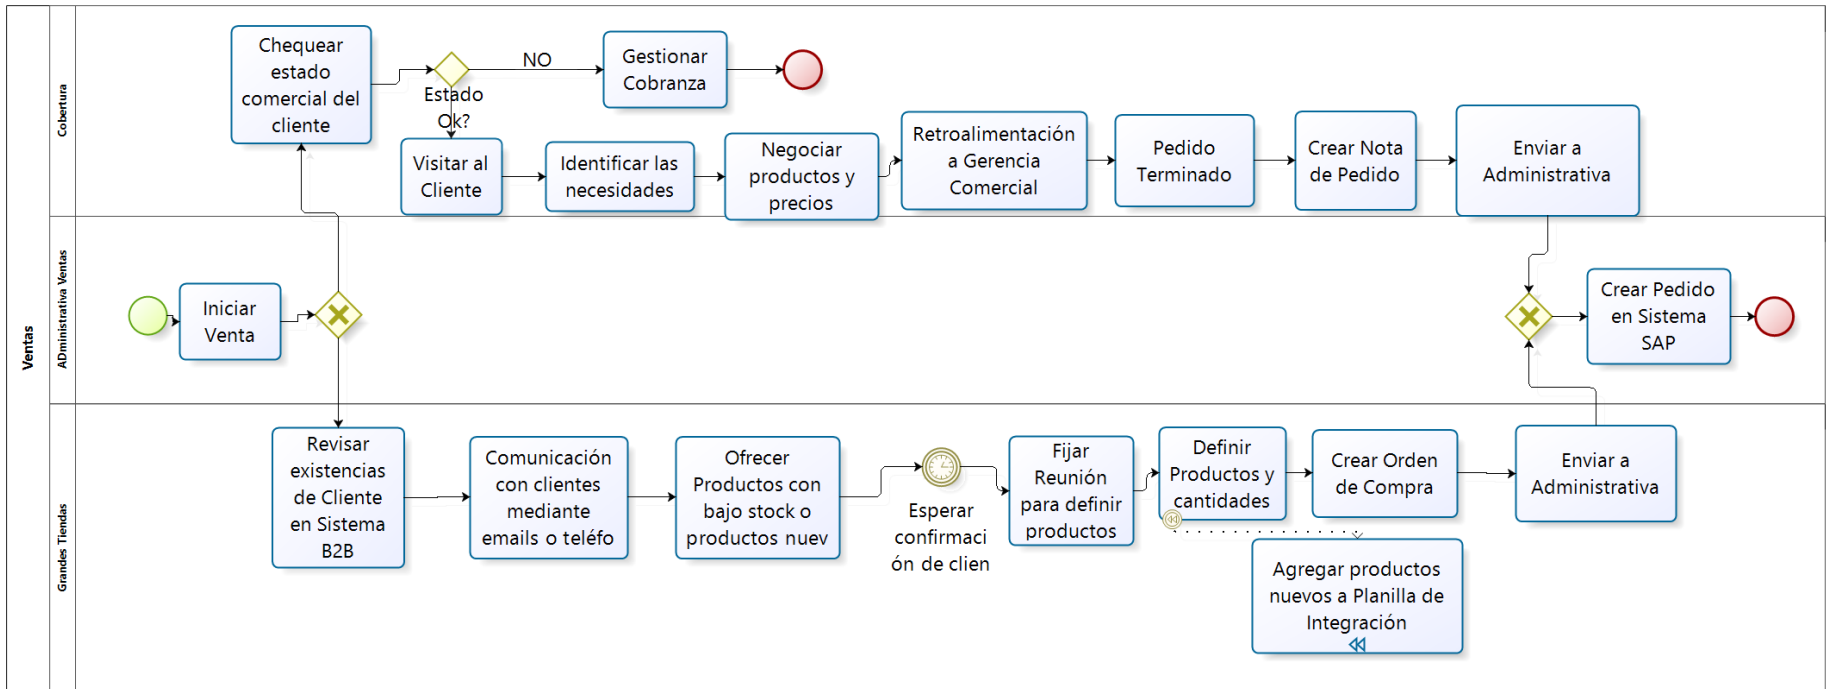 Ventas
Cobertura
Chequear
estado
comercial del
cliente
Estado
Ok?
NO
Gestionar
Cobranza
Visitar al
Cliente
Identificar las
necesidades
Negociar
productos y
precios
Retroalimentación
a Gerencia
Comercial
Pedido
Terminado
Crear Nota
de Pedido
Enviar a
Administrativa
ADministrativa Ventas
Iniciar
Venta
Crear Pedido
en Sistema
SAP
Grandes Tiendas
Revisar
existencias
de Cliente
en Sistema
B2B
Comunicación
con clientes
mediante
emails o teléfo
Ofrecer
Productos con
bajo stock o
productos nuev
Esperar
confirmaci
ón de clien
Fijar
Reunión
para definir
productos
Definir
Productos y
cantidades
Crear Orden
de Compra
Enviar a
Administrativa
Agregar productos
nuevos a Planilla de
Integración